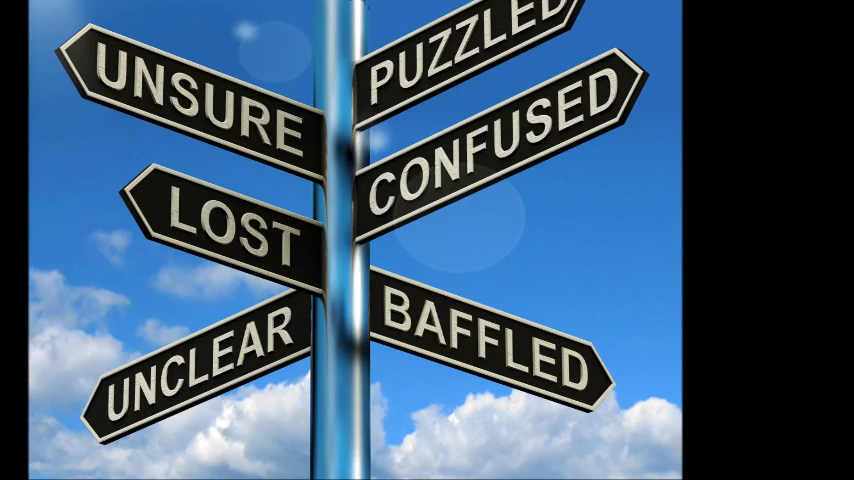 UNSURE
PUZZLED
CONFUSED
LOST
UNCLEAR
BAFFLED